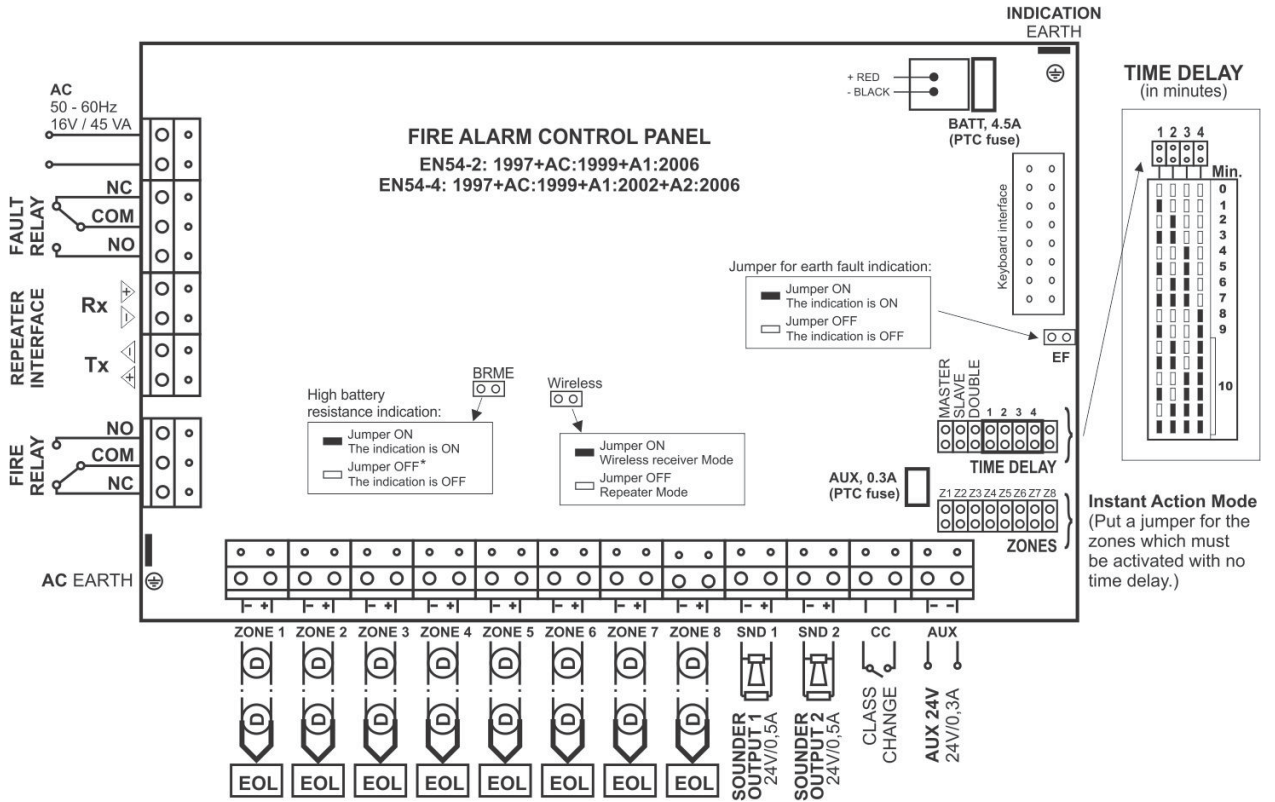 INDICATION
EARTH
AC
50 - 60Hz
16V / 45 VA
NC
COM
NO
FAULT
RELAY
Rx
+
−
Tx
−
+
REPEATER
INTERFACE
NO
COM
NC
FIRE
RELAY
AC EARTH
FIRE ALARM CONTROL PANEL
EN54-2: 1997+AC:1999+A1:2006
EN54-4: 1997+AC:1999+A1:2002+A2:2006
+ RED
- BLACK
BATT, 4.5A
(PTC fuse)
Keyboard interface
Jumper for earth fault indication:
Jumper ON
The indication is ON
Jumper OFF
The indication is OFF
EF
BRME
High battery
resistance indication:
Jumper ON
The indication is ON
Jumper OFF*
The indication is OFF
Wireless
Jumper ON
Wireless receiver Mode
Jumper OFF
Repeater Mode
MASTER
SLAVE
DOUBLE
1 2 3 4
TIME DELAY
AUX, 0.3A
(PTC fuse)
Z1 Z2 Z3 Z4 Z5 Z6 Z7 Z8
ZONES
TIME DELAY
(in minutes)
1 2 3 4
Min.
0
1
2
3
4
5
6
7
8
9
10
Instant Action Mode
(Put a jumper for the
zones which must
be activated with no
time delay.)
- + - + - + - + - + - + - + - + - + - + - -
ZONE 1 ZONE 2 ZONE 3 ZONE 4 ZONE 5 ZONE 6 ZONE 7 ZONE 8 SND 1 SND 2 CC AUX
D D D D D D D D
D D D D D D D D
EOL EOL EOL EOL EOL EOL EOL EOL
SOUNDER
OUTPUT 1
24V/0,5A
SOUNDER
OUTPUT 2
24V/0,5A
CLASS
CHANGE
AUX 24V
24V/0,3A